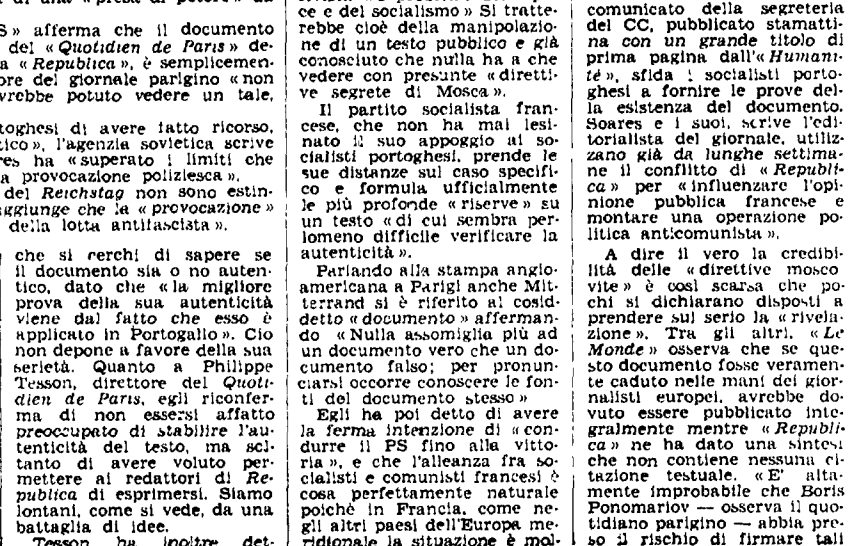 S» afferma che il documento
del «Quotidien de Paris» de-
a «Republica», è semplicemen-
ore del giornale parigino «non
vrebbe potuto vedere un tale,
toghesi di avere fatto ricorso,
tico», l'agenzia sovietica scrive
res ha «superato i limiti che
a provocazione poliziesca».
del Reichstag non sono estin-
aggiunge che la «provocazione»
della lotta antifascista».
che si cerchi di sapere se
il documento sia o no auten-
tico, dato che «la migliore
prova della sua autenticità
viene dal fatto che esso è
applicato in Portogallo». Cio
non depone a favore della sua
serietà. Quanto a Philippe
Tesson, direttore del Quoti-
dien de Paris, egli riconfer-
ma di non essersi affatto
preoccupato di stabilire l'au-
tenticità del testo, ma sol-
tanto di avere voluto per-
mettere ai redattori di Re-
publica di esprimersi. Siamo
lontani, come si vede, da una
battaglia di idee.
Tesson ha inoltre det-
ce e del socialismo» Si tratte-
rebbe cioè della manipolazio-
ne di un testo pubblico e già
conosciuto che nulla ha a che
vedere con presunte «diretti-
ve segrete di Mosca».
Il partito socialista fran-
cese, che non ha mai lesi-
nato il suo appoggio ai so-
cialisti portoghesi, prende le
sue distanze sul caso specifi-
co e formula ufficialmente
le più profonde «riserve» su
un testo «di cui sembra per-
lomeno difficile verificare la
autenticità».
Parlando alla stampa anglo-
americana a Parigi anche Mit-
terrand si è riferito al cosid-
detto «documento» afferman-
do «Nulla assomiglia più ad
un documento vero che un do-
cumento falso; per pronun-
ciarsi occorre conoscere le fon-
ti del documento stesso»
Egli ha poi detto di avere
la ferma intenzione di «con-
durre il PS fino alla vitto-
ria», e che l'alleanza fra so-
cialisti e comunisti francesi è
cosa perfettamente naturale
poichè in Francia, come ne-
gli altri paesi dell'Europa me-
ridionale la situazione è mol-
comunicato della segreteria
del CC, pubblicato stamatti-
na con un grande titolo di
prima pagina dall'«Humani-
té», sfida i socialisti porto-
ghesi a fornire le prove del-
la esistenza del documento.
Soares e i suoi, scrive l'edi-
torialista del giornale, utiliz-
zano già da lunghe settima-
ne il conflitto di «Republi-
ca» per «influenzare l'opi-
nione pubblica francese e
montare una operazione po-
litica anticomunista».
A dire il vero la credibi-
lità delle «direttive mosco
vite» è così scarsa che po-
chi si dichiarano disposti a
prendere sul serio la «rivela-
zione». Tra gli altri, «Le
Monde» osserva che se que-
sto documento fosse veramen-
te caduto nelle mani dei gior-
nalisti europei, avrebbe do-
vuto essere pubblicato inte-
gralmente mentre «Republi-
ca» ne ha dato una sintesi
che non contiene nessuna ci-
tazione testuale. «E' alta-
mente improbabile che Boris
Ponomariov — osserva il quo-
tidiano parigino — abbia pre-
so il rischio di firmare tali